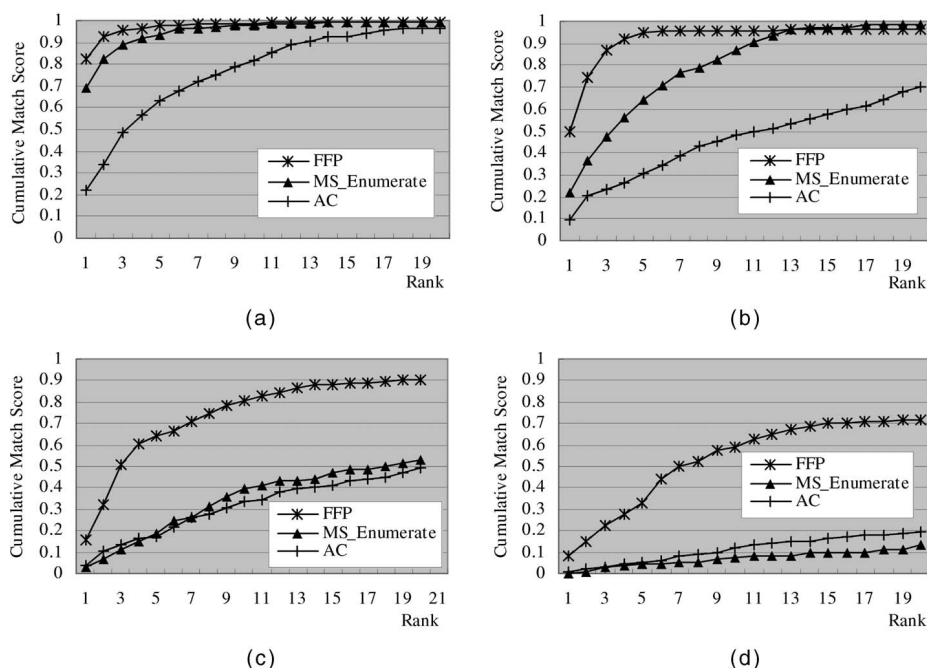 Cumulative Match Score
1
0.9
0.8
0.7
0.6
0.5
0.4
0.3
0.2
0.1
0
FFP
MS_Enumerate
AC
1 3 5 7 9 11 13 15 17 19
Rank
(a)
Cumulative Match Score
1
0.9
0.8
0.7
0.6
0.5
0.4
0.3
0.2
0.1
0
FFP
MS_Enumerate
AC
1 3 5 7 9 11 13 15 17 19
Rank
(b)
Cumulative Match Score
1
0.9
0.8
0.7
0.6
0.5
0.4
0.3
0.2
0.1
0
FFP
MS_Enumerate
AC
1 3 5 7 9 11 13 15 17 19 21
Rank
(c)
Cumulative Match Score
1
0.9
0.8
0.7
0.6
0.5
0.4
0.3
0.2
0.1
0
FFP
MS_Enumerate
AC
1 3 5 7 9 11 13 15 17 19
Rank
(d)